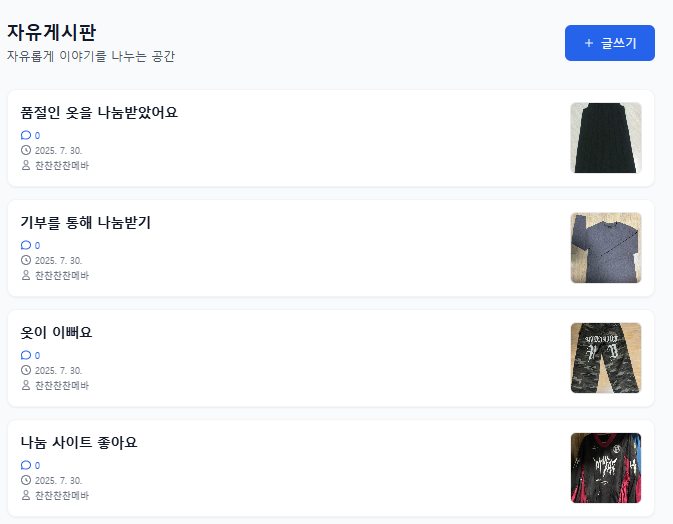 자유게시판
자유롭게 이야기를 나누는 공간
+ 글쓰기
품절인 옷을 나눔받았어요
0
2025. 7. 30.
찬찬찬찬메바
기부를 통해 나눔받기
0
2025. 7. 30.
찬찬찬찬메바
옷이 이뻐요
0
2025. 7. 30.
찬찬찬찬메바
나눔 사이트 좋아요
0
2025. 7. 30.
찬찬찬찬메바